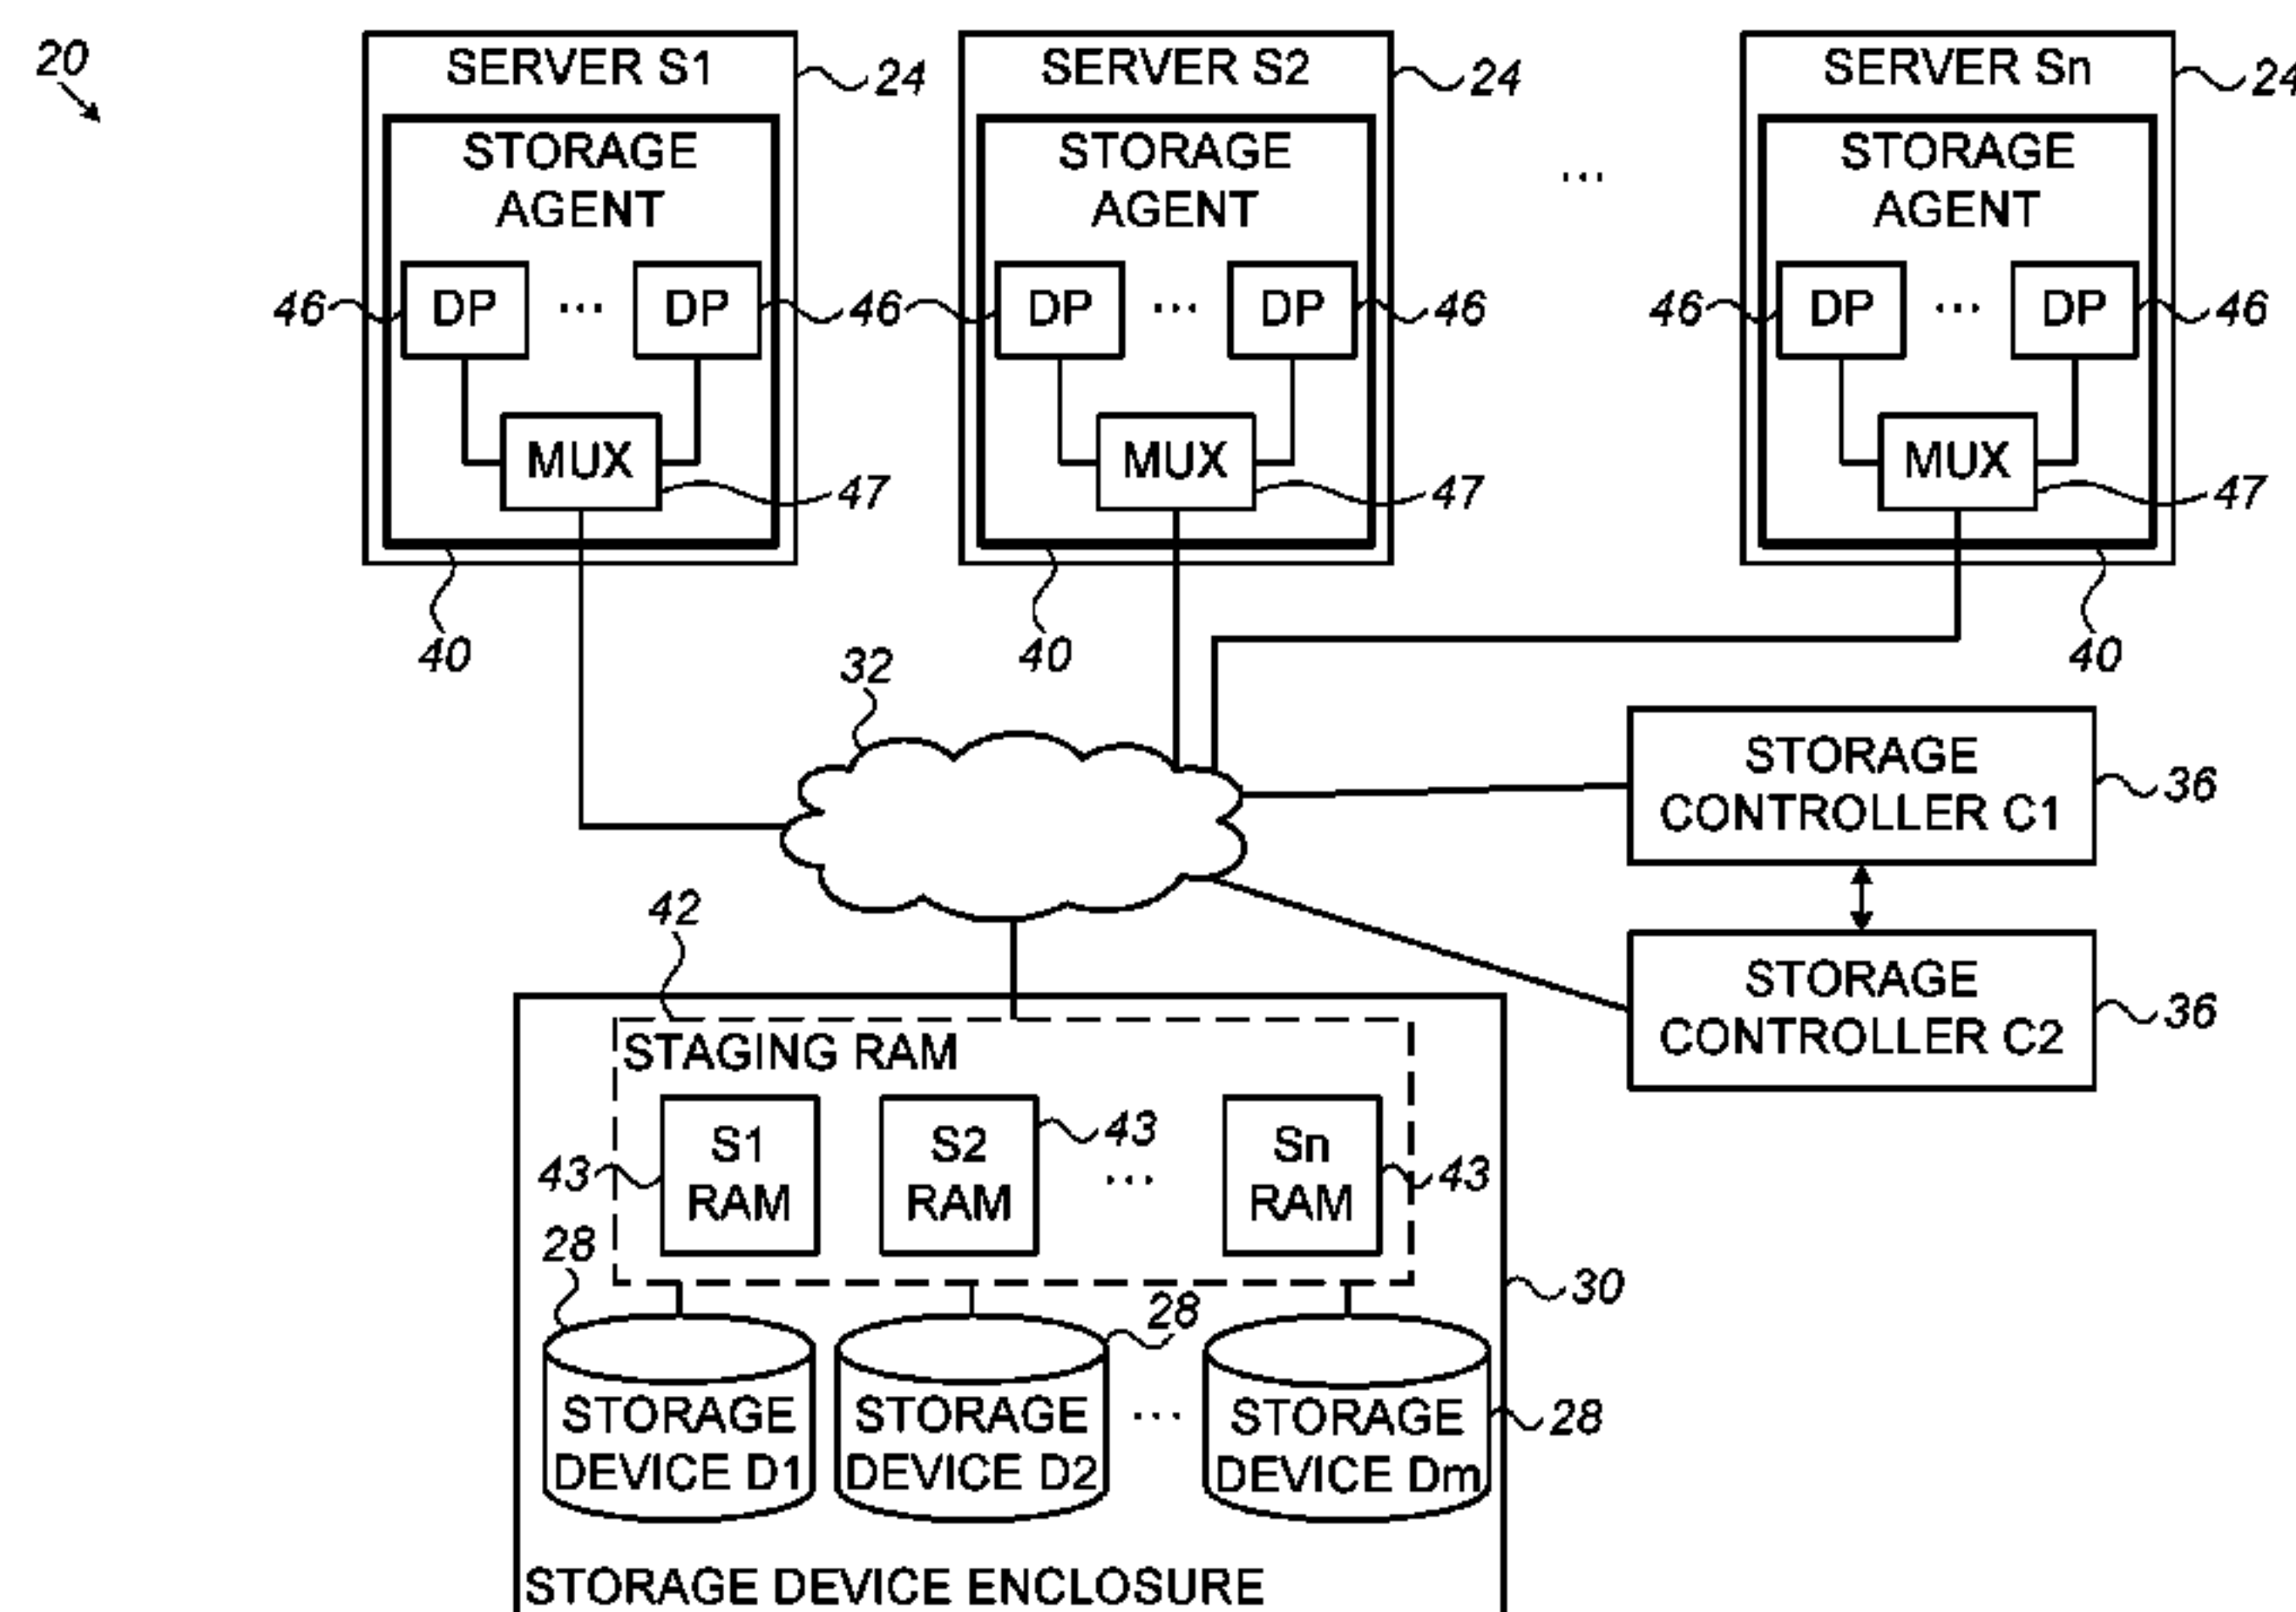 20
SERVER S1
24
SERVER S2
24
SERVER Sn
24
STORAGE
AGENT
STORAGE
AGENT
...
STORAGE
AGENT
46
DP
...
DP
46
DP
...
DP
46
46
DP
...
DP
46
MUX
47
MUX
47
MUX
47
40
40
40
32
STORAGE
CONTROLLER C1
36
42
STORAGE
CONTROLLER C2
36
STAGING RAM
S1
RAM
43
S2
RAM
43
...
Sn
RAM
43
28
28
30
STORAGE
DEVICE D1
STORAGE
DEVICE D2
...
STORAGE
DEVICE Dm
28
STORAGE DEVICE ENCLOSURE